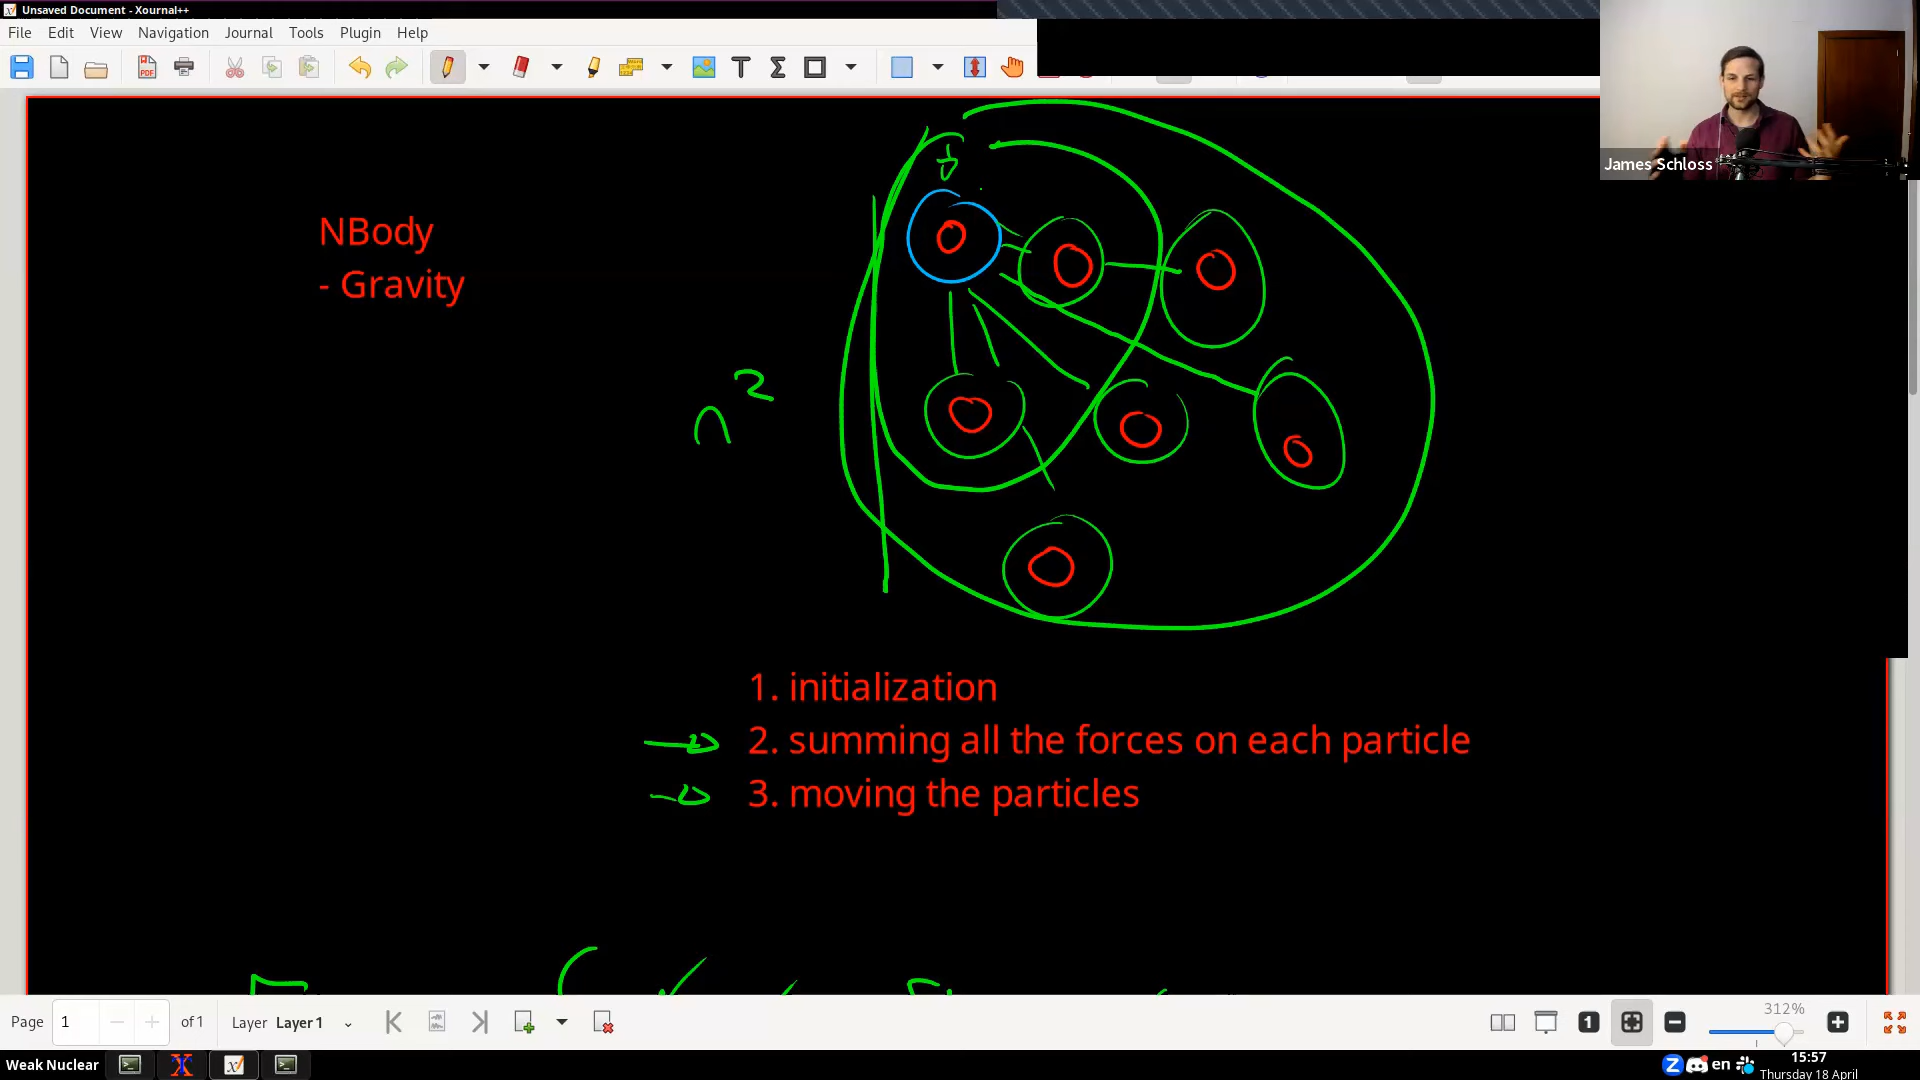 Unsaved Document - Xournal++
File Edit View Navigation Journal Tools Plugin Help
James Schloss
NBody
- Gravity
n²
1. initialization
2. summing all the forces on each particle
3. moving the particles
Page 1 of 1 Layer Layer 1
312%
Weak Nuclear
en
15:57
Thursday 18 April